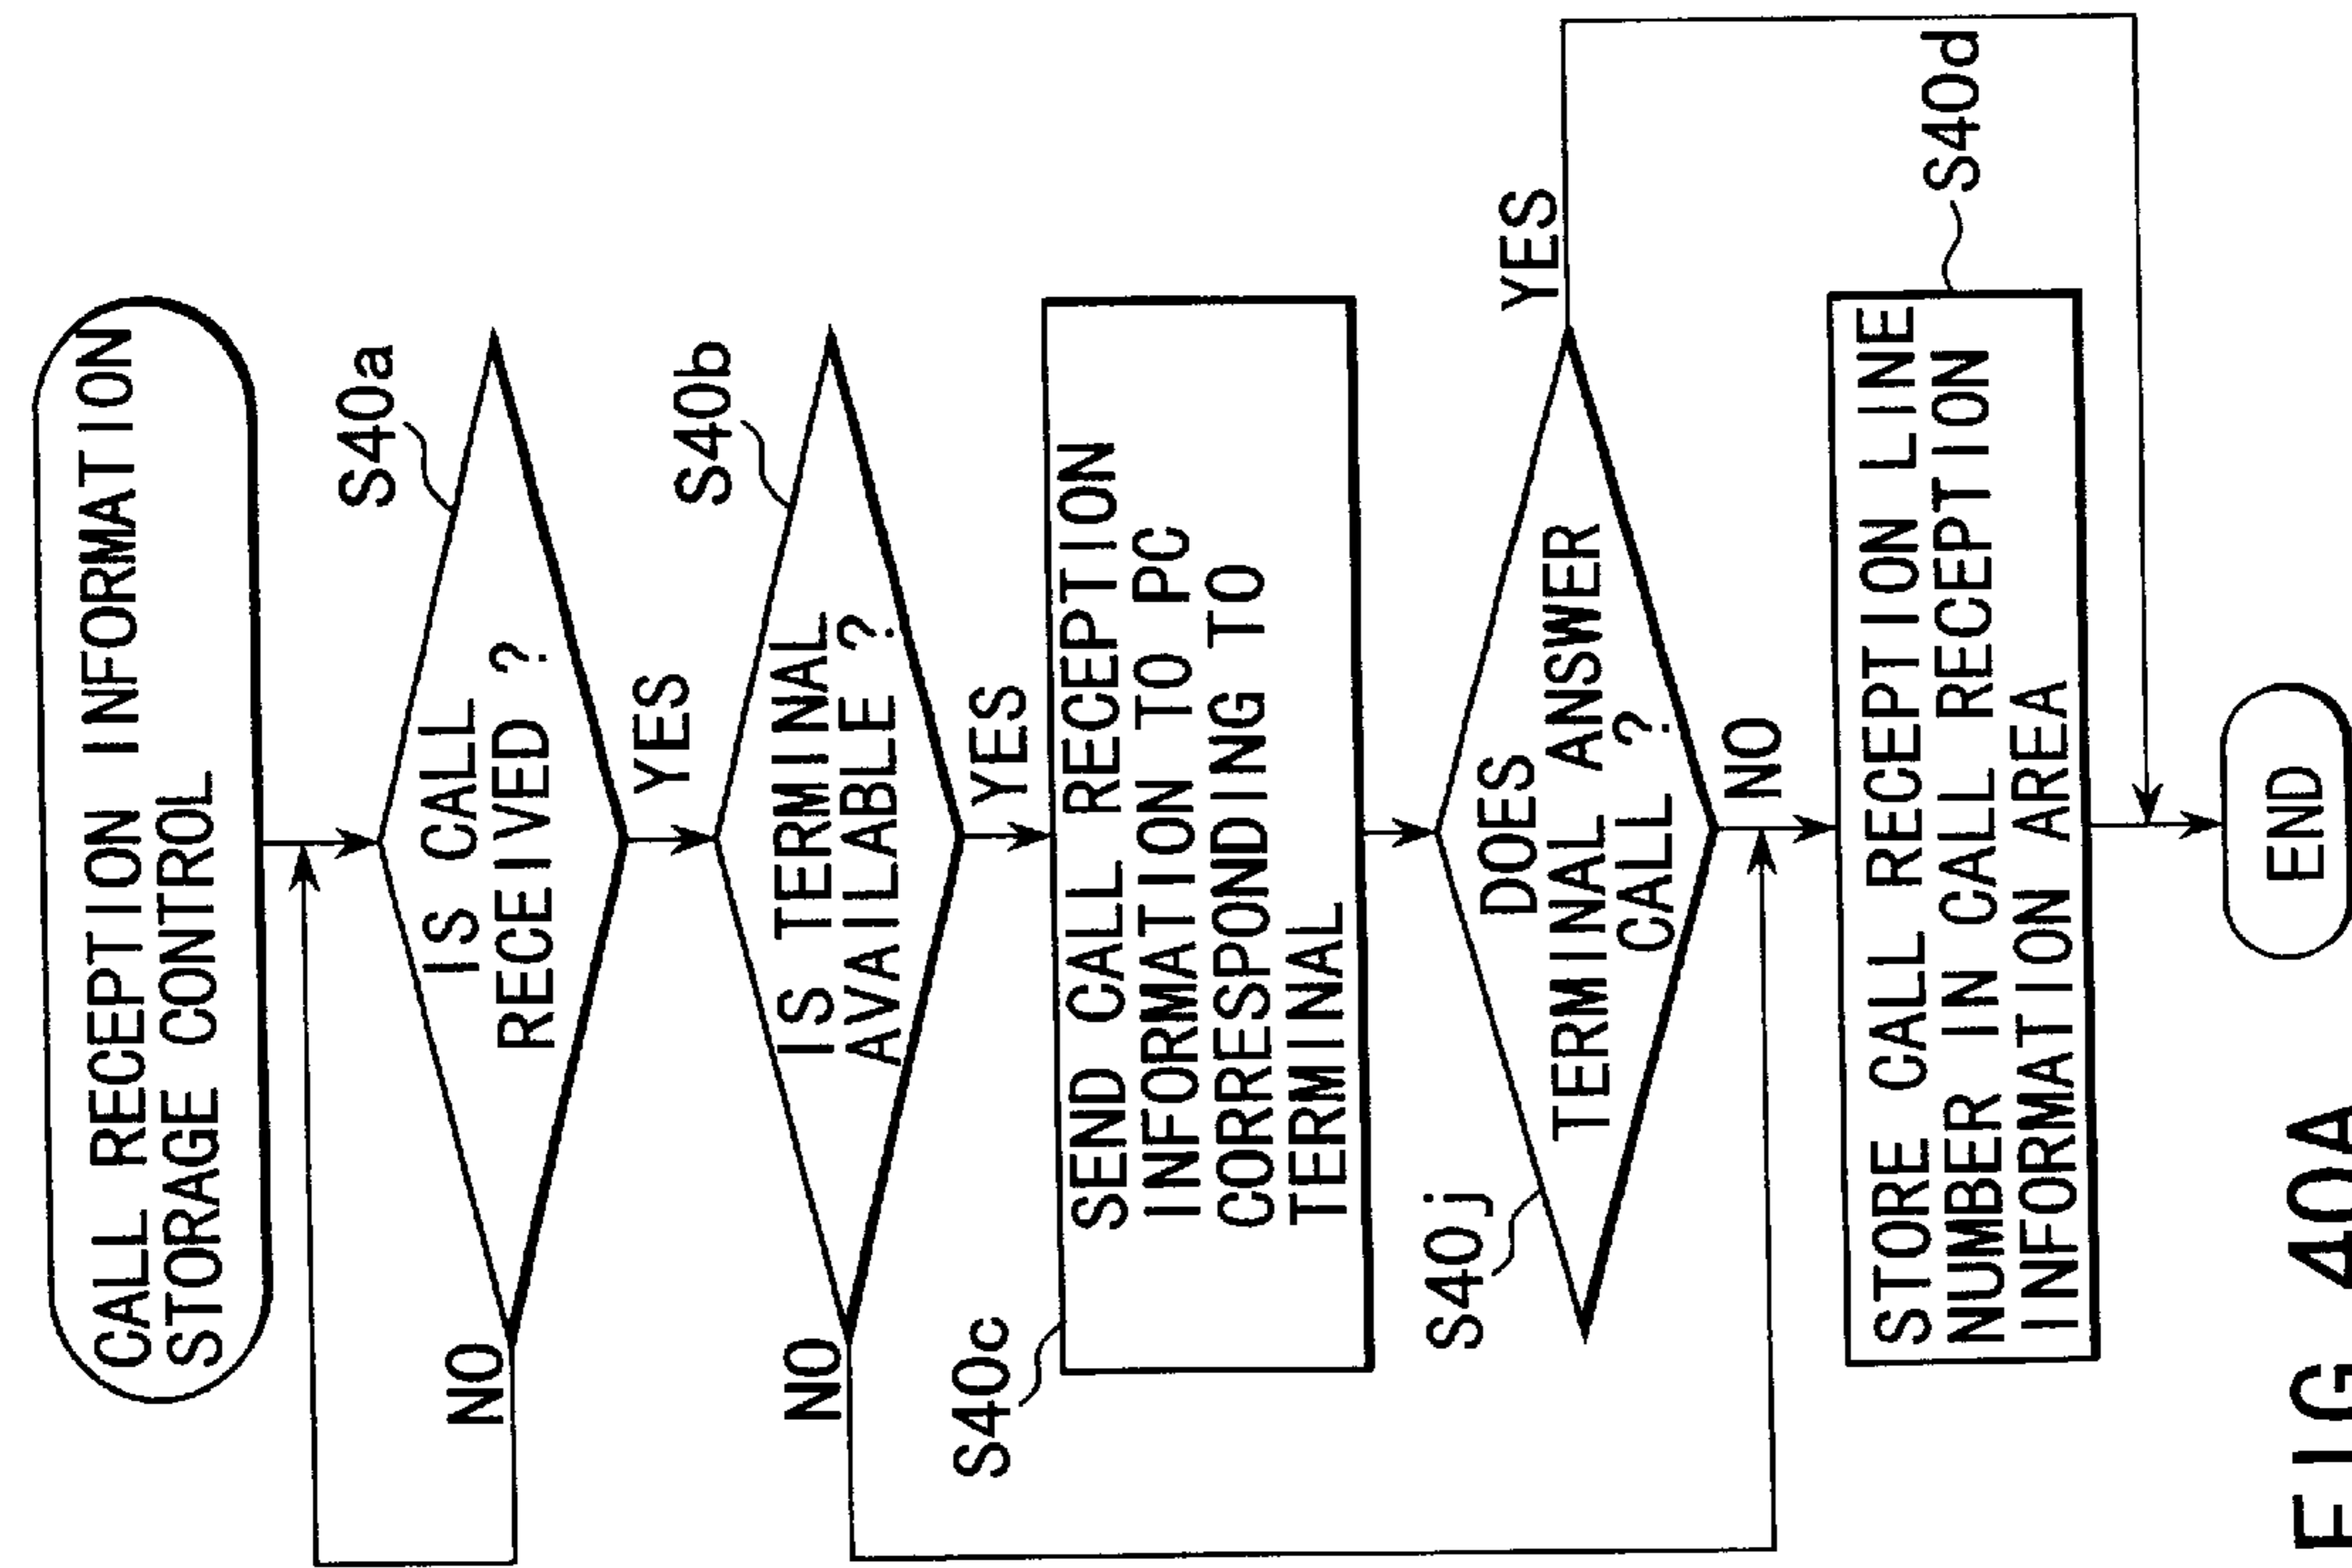 CALL RECEPTION INFORMATION
STORAGE CONTROL
S40a
IS CALL
RECEIVED ?
NO
YES
S40b
IS TERMINAL
AVAILABLE ?
NO
YES
S40c
SEND CALL RECEPTION
INFORMATION TO PC
CORRESPONDING TO
TERMINAL
S40j
DOES
TERMINAL ANSWER
CALL ?
YES
NO
STORE CALL RECEPTION LINE
NUMBER IN CALL RECEPTION
INFORMATION AREA
S40d
END
FIG. 40A